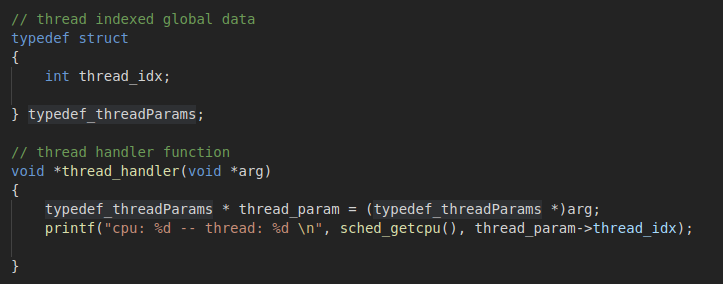 // thread indexed global data
typedef struct
{
    int thread_idx;
} typedef_threadParams;
// thread handler function
void *thread_handler(void *arg)
{
    typedef_threadParams * thread_param = (typedef_threadParams *)arg;
    printf("cpu: %d -- thread: %d \n", sched_getcpu(), thread_param->thread_idx);
}